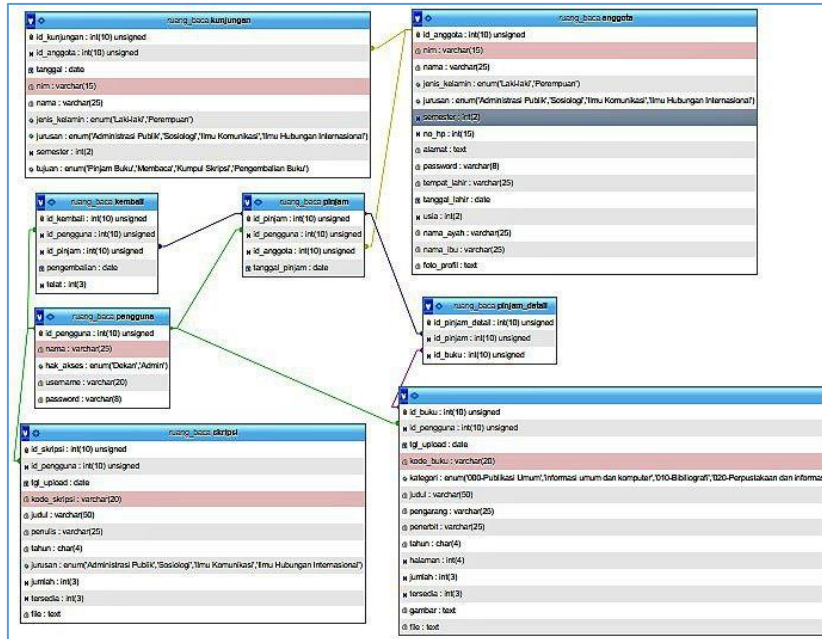 ruang_baca kunjungan
id_kunjungan : int(10) unsigned
id_anggota : int(10) unsigned
tanggal : date
nim : varchar(15)
nama : varchar(25)
jenis_kelamin : enum('Laki-laki','Perempuan')
jurusan : enum('Administrasi Publik','Sosiologi','Ilmu Komunikasi','Ilmu Hubungan Internasional')
semester : int(2)
tujuan : enum('Pinjam Buku','Membaca','Kumpul Skripsi','Pengembalian Buku')
ruang_baca anggota
id_anggota : int(10) unsigned
nim : varchar(15)
nama : varchar(25)
jenis_kelamin : enum('Laki-laki','Perempuan')
jurusan : enum('Administrasi Publik','Sosiologi','Ilmu Komunikasi','Ilmu Hubungan Internasional')
semester : int(2)
no_hp : int(15)
alamat : text
password : varchar(8)
tempat_lahir : varchar(25)
tanggal_lahir : date
usia : int(2)
nama_ayah : varchar(25)
nama_ibu : varchar(25)
foto_profil : text
ruang_baca kembali
id_kembali : int(10) unsigned
id_pengguna : int(10) unsigned
id_pinjam : int(10) unsigned
pengembalian : date
telat : int(3)
ruang_baca pinjam
id_pinjam : int(10) unsigned
id_pengguna : int(10) unsigned
id_anggota : int(10) unsigned
tanggal_pinjam : date
ruang_baca pengguna
id_pengguna : int(10) unsigned
nama : varchar(25)
hak_akses : enum('Dekan','Admin')
username : varchar(20)
password : varchar(8)
ruang_baca pinjam_detail
id_pinjam_detail : int(10) unsigned
id_pinjam : int(10) unsigned
id_buku : int(10) unsigned
ruang_baca skripsi
id_skripsi : int(10) unsigned
id_pengguna : int(10) unsigned
tgl_upload : date
kode_skripsi : varchar(20)
judul : varchar(50)
penulis : varchar(25)
tahun : char(4)
jurusan : enum('Administrasi Publik','Sosiologi','Ilmu Komunikasi','Ilmu Hubungan Internasional')
jumlah : int(3)
tersedia : int(3)
file : text
id_buku : int(10) unsigned
id_pengguna : int(10) unsigned
tgl_upload : date
kode_buku : varchar(20)
kategori : enum('000-Publikasi Umum','informasi umum dan komputer','010-Bibiliografi','020-Perpustakaan dan informas
judul : varchar(50)
pengarang : varchar(25)
penerbit : varchar(25)
tahun : char(4)
halaman : int(4)
jumlah : int(3)
tersedia : int(3)
gambar : text
file : text